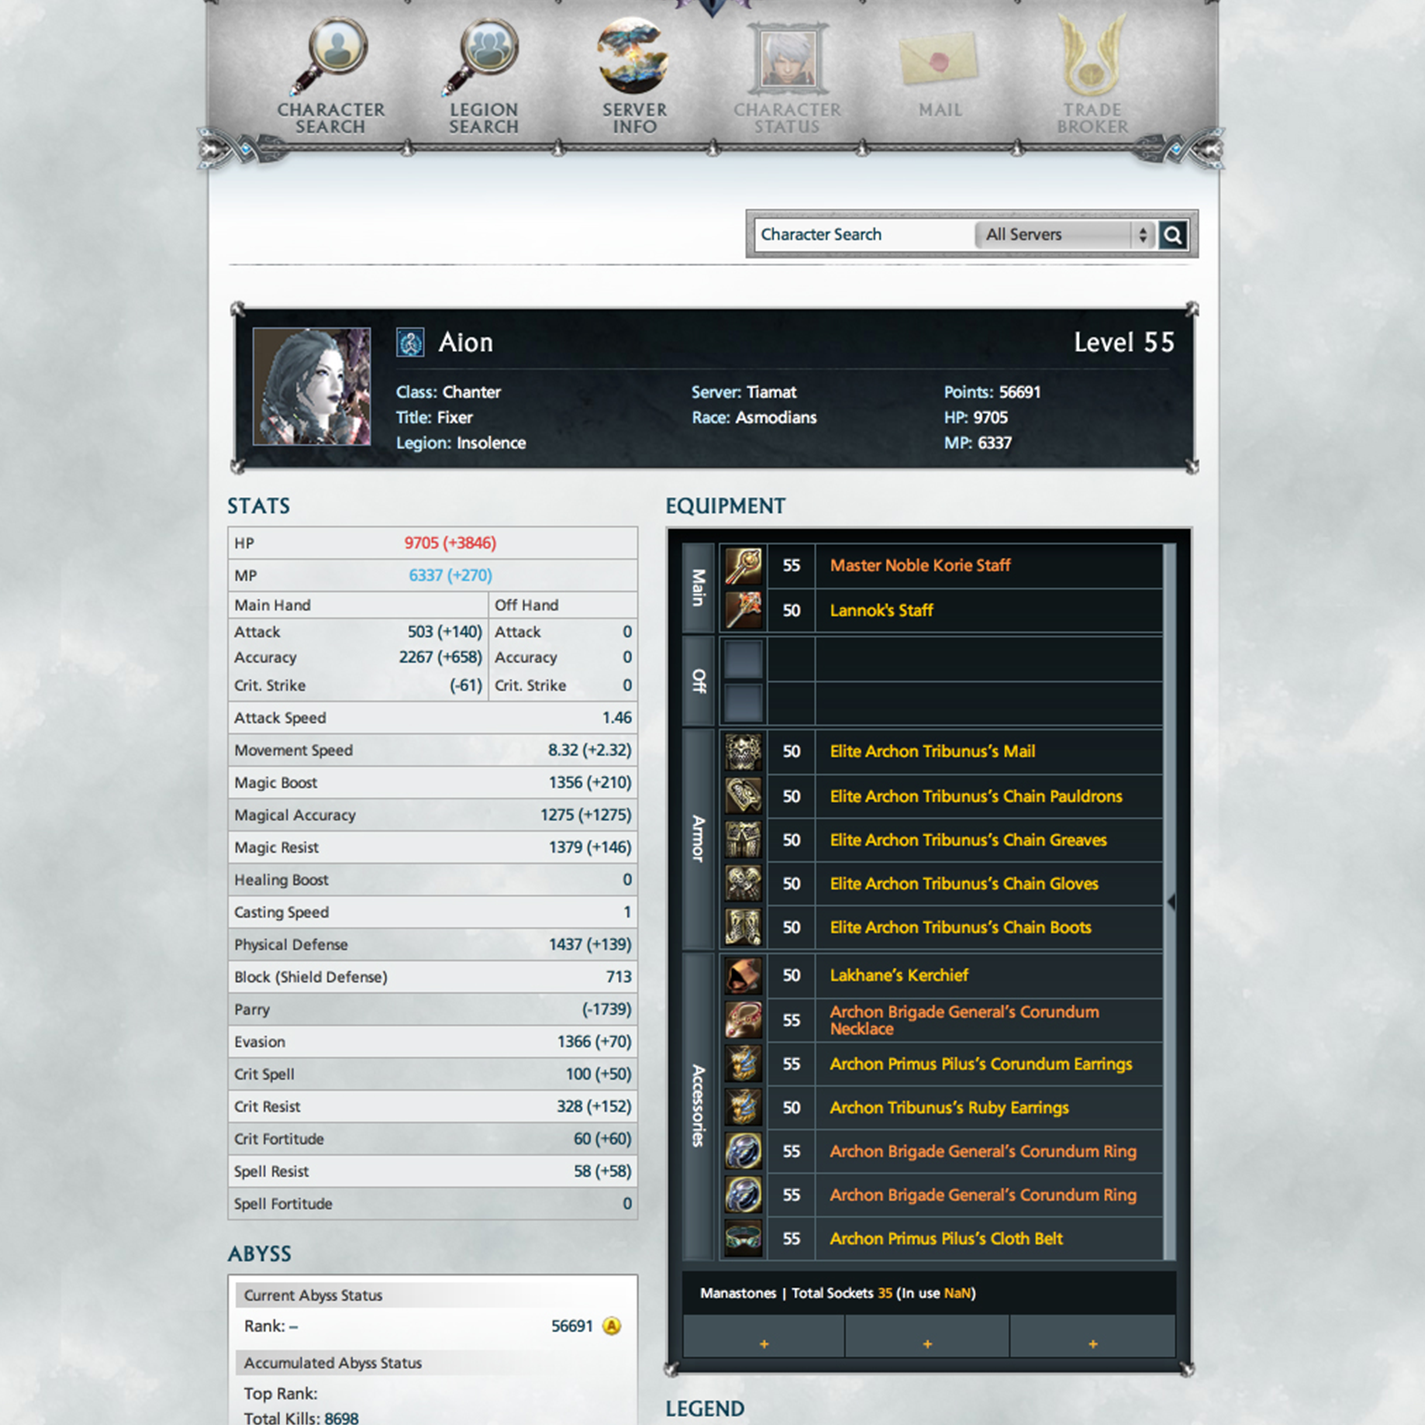 CHARACTER
SEARCH
LEGION
SEARCH
SERVER
INFO
CHARACTER
STATUS
MAIL
TRADE
BROKER
Character Search
All Servers
Aion
Level 55
Class: Chanter
Server: Tiamat
Points: 56691
Title: Fixer
Race: Asmodians
HP: 9705
Legion: Insolence
MP: 6337
STATS
HP 9705 (+3846)
MP 6337 (+270)
Main Hand Off Hand
Attack 503 (+140) Attack 0
Accuracy 2267 (+658) Accuracy 0
Crit. Strike (-61) Crit. Strike 0
Attack Speed 1.46
Movement Speed 8.32 (+2.32)
Magic Boost 1356 (+210)
Magical Accuracy 1275 (+1275)
Magic Resist 1379 (+146)
Healing Boost 0
Casting Speed 1
Physical Defense 1437 (+139)
Block (Shield Defense) 713
Parry (-1739)
Evasion 1366 (+70)
Crit Spell 100 (+50)
Crit Resist 328 (+152)
Crit Fortitude 60 (+60)
Spell Resist 58 (+58)
Spell Fortitude 0
ABYSS
Current Abyss Status
Rank: – 56691 A
Accumulated Abyss Status
Top Rank:
Total Kills: 8698
EQUIPMENT
Main
55 Master Noble Korie Staff
50 Lannok's Staff
Off
Armor
50 Elite Archon Tribunus's Mail
50 Elite Archon Tribunus's Chain Pauldrons
50 Elite Archon Tribunus's Chain Greaves
50 Elite Archon Tribunus's Chain Gloves
50 Elite Archon Tribunus's Chain Boots
Accessories
50 Lakhane's Kerchief
55 Archon Brigade General's Corundum
Necklace
55 Archon Primus Pilus's Corundum Earrings
50 Archon Tribunus's Ruby Earrings
55 Archon Brigade General's Corundum Ring
55 Archon Brigade General's Corundum Ring
55 Archon Primus Pilus's Cloth Belt
Manastones | Total Sockets 35 (In use NaN)
+ + +
LEGEND